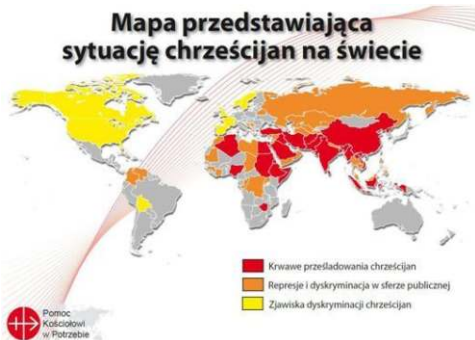 Mapa przedstawiająca
sytuację chrześcijan na świecie
Krwawe prześladowania chrześcijan
Represje i dyskryminacja w sferze publicznej
Zjawiska dyskryminacji chrześcijan
Pomoc
Kościołowi
w Potrzebie